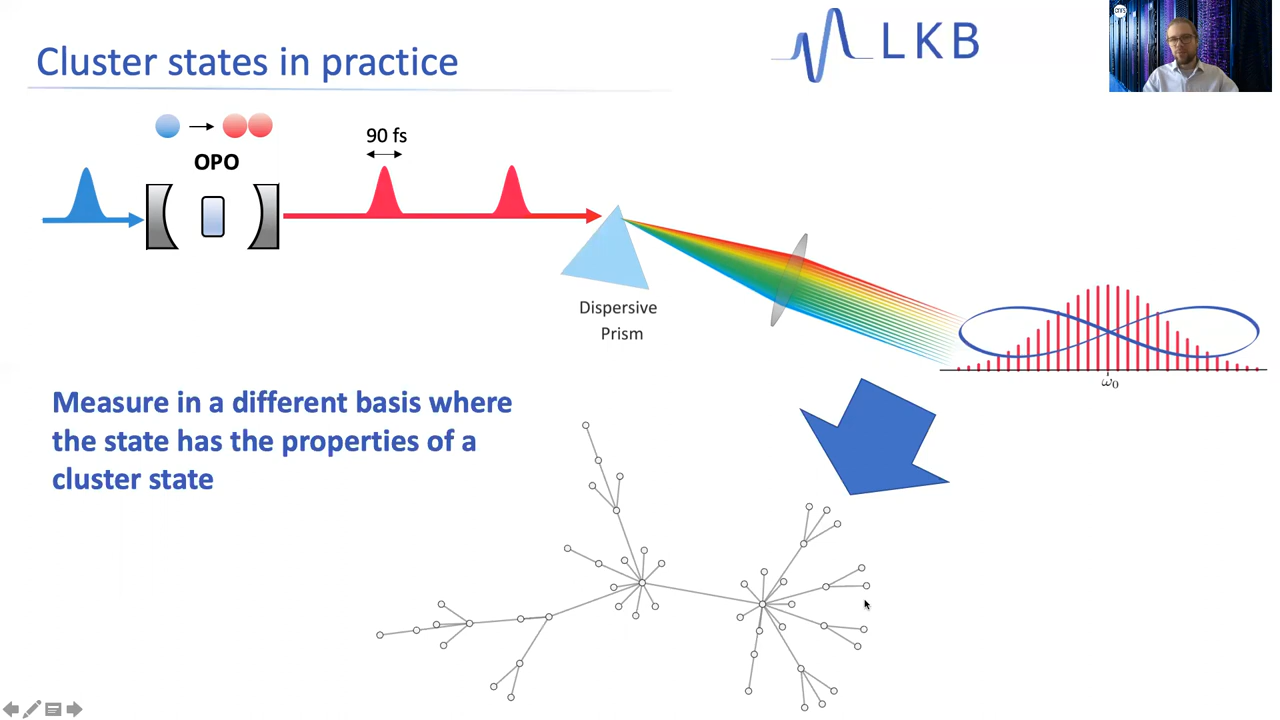 Cluster states in practice
LKB
cnrs
OPO
90 fs
Dispersive
Prism
ω₀
Measure in a different basis where
the state has the properties of a
cluster state